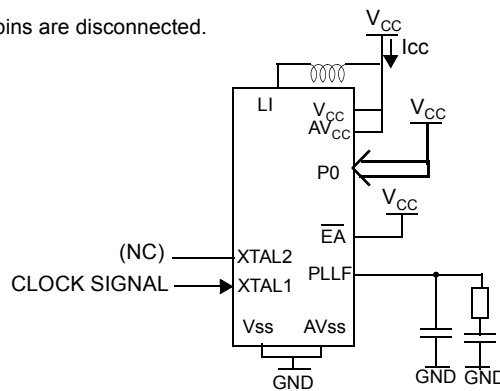 pins are disconnected.
VCC
Icc
LI
VCC
AVCC
VCC
P0
VCC
EA
(NC)
XTAL2
PLLF
CLOCK SIGNAL
XTAL1
Vss
AVss
GND
GND
GND